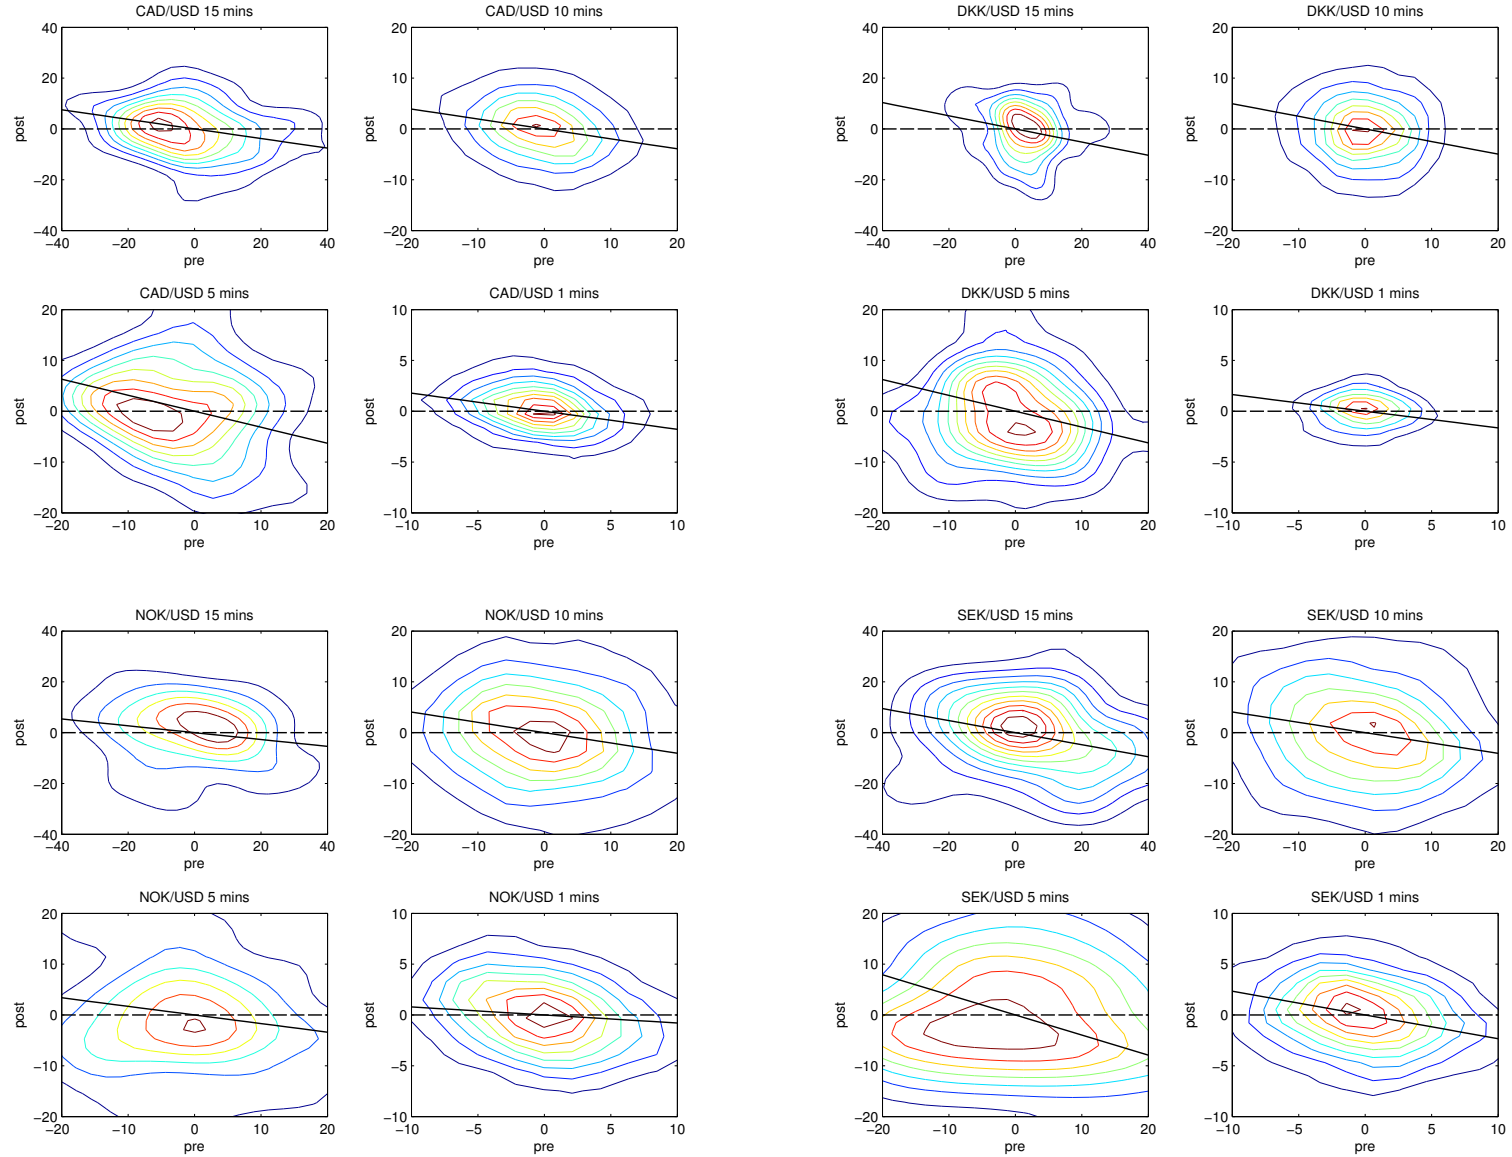 CAD/USD 15 mins
40
20
0
−20
−40
−40 −20 0 20 40
post
pre
CAD/USD 10 mins
20
10
0
−10
−20
−20 −10 0 10 20
post
pre
DKK/USD 15 mins
40
20
0
−20
−40
−40 −20 0 20 40
post
pre
DKK/USD 10 mins
20
10
0
−10
−20
−20 −10 0 10 20
post
pre
CAD/USD 5 mins
20
10
0
−10
−20
−20 −10 0 10 20
post
pre
CAD/USD 1 mins
10
5
0
−5
−10
−10 −5 0 5 10
post
pre
DKK/USD 5 mins
20
10
0
−10
−20
−20 −10 0 10 20
post
pre
DKK/USD 1 mins
10
5
0
−5
−10
−10 −5 0 5 10
post
pre
NOK/USD 15 mins
40
20
0
−20
−40
−40 −20 0 20 40
post
pre
NOK/USD 10 mins
20
10
0
−10
−20
−20 −10 0 10 20
post
pre
SEK/USD 15 mins
40
20
0
−20
−40
−40 −20 0 20 40
post
pre
SEK/USD 10 mins
20
10
0
−10
−20
−20 −10 0 10 20
post
pre
NOK/USD 5 mins
20
10
0
−10
−20
−20 −10 0 10 20
post
pre
NOK/USD 1 mins
10
5
0
−5
−10
−10 −5 0 5 10
post
pre
SEK/USD 5 mins
20
10
0
−10
−20
−20 −10 0 10 20
post
pre
SEK/USD 1 mins
10
5
0
−5
−10
−10 −5 0 5 10
post
pre